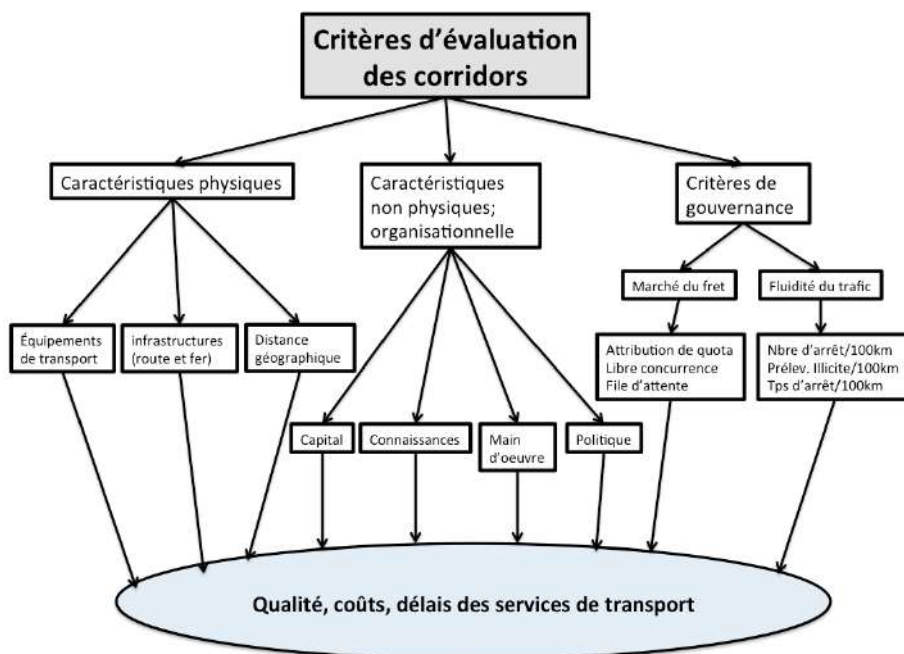 Critères d'évaluation
des corridors
Caractéristiques physiques
Caractéristiques
non physiques;
organisationnelle
Critères de
gouvernance
Marché du fret
Fluidité du trafic
Équipements
de transport
infrastructures
(route et fer)
Distance
géographique
Attribution de quota
Libre concurrence
File d'attente
Nbre d'arrêt/100km
Prélev. Illicite/100km
Tps d'arrêt/100km
Capital
Connaissances
Main
d'oeuvre
Politique
Qualité, coûts, délais des services de transport